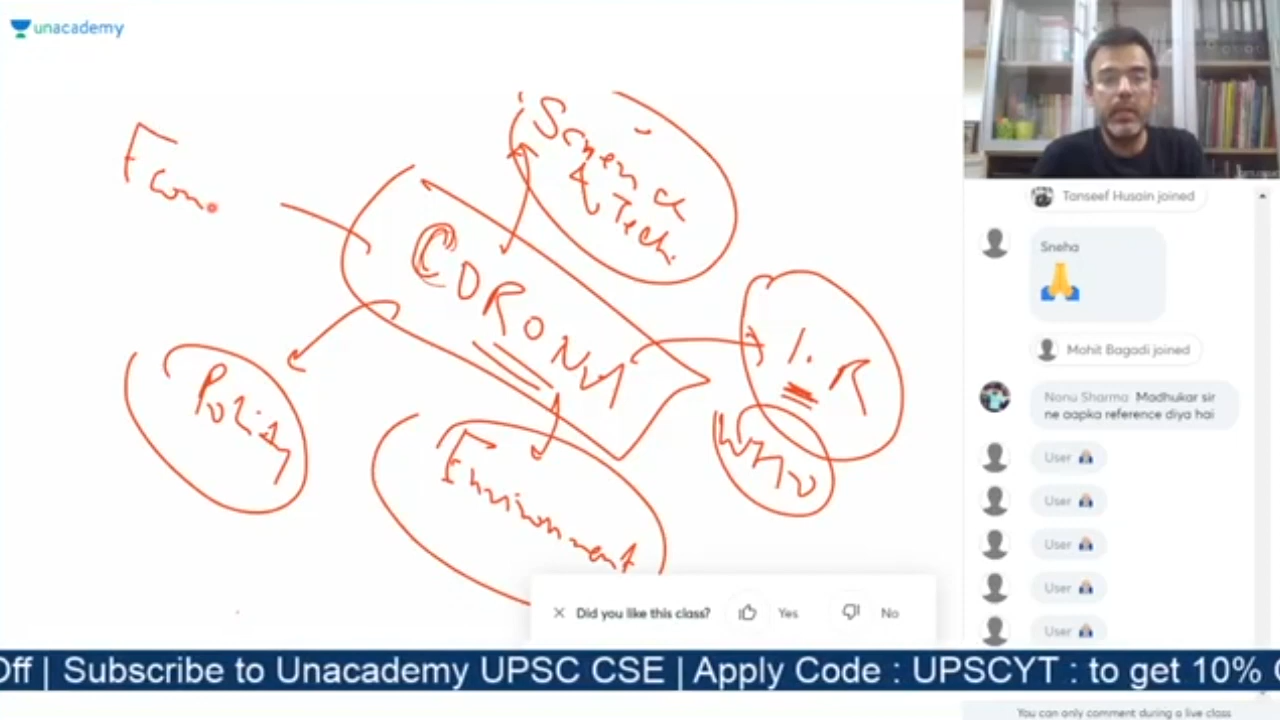 unacademy
Science
& Tech.
Econ
CORONA
I.R
WHO
Polity
Environment
Tanseef Husain joined
Sneha
Mohit Bagadi joined
Nonu Sharma: Madhukar sir
ne aapka reference diya hai
User
User
User
User
User
Did you like this class? Yes No
Off | Subscribe to Unacademy UPSC CSE | Apply Code : UPSCYT : to get 10%
You can only comment during a live class